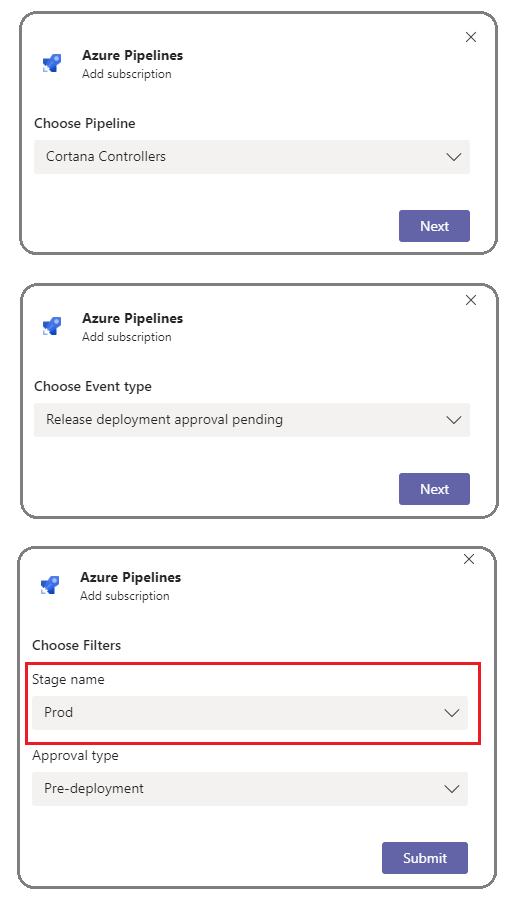 Azure Pipelines
Add subscription
Choose Pipeline
Cortana Controllers
Next
Azure Pipelines
Add subscription
Choose Event type
Release deployment approval pending
Next
Azure Pipelines
Add subscription
Choose Filters
Stage name
Prod
Approval type
Pre-deployment
Submit